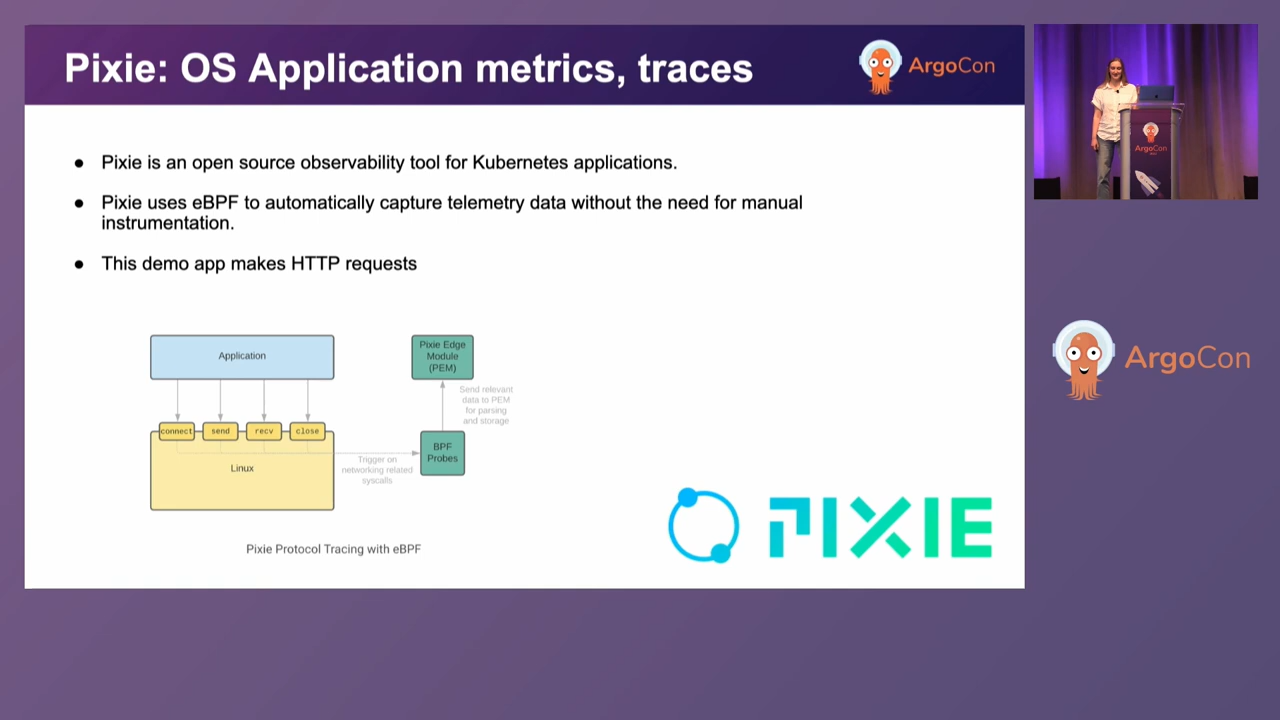 Pixie: OS Application metrics, traces
ArgoCon
● Pixie is an open source observability tool for Kubernetes applications.
● Pixie uses eBPF to automatically capture telemetry data without the need for manual
instrumentation.
● This demo app makes HTTP requests
Application
Pixie Edge
Module
(PEM)
Send relevant
data to PEM
for parsing
and storage
connect
send
recv
close
Linux
Trigger on
networking related
syscalls
BPF
Probes
Pixie Protocol Tracing with eBPF
PIXIE
ArgoCon
ArgoCon